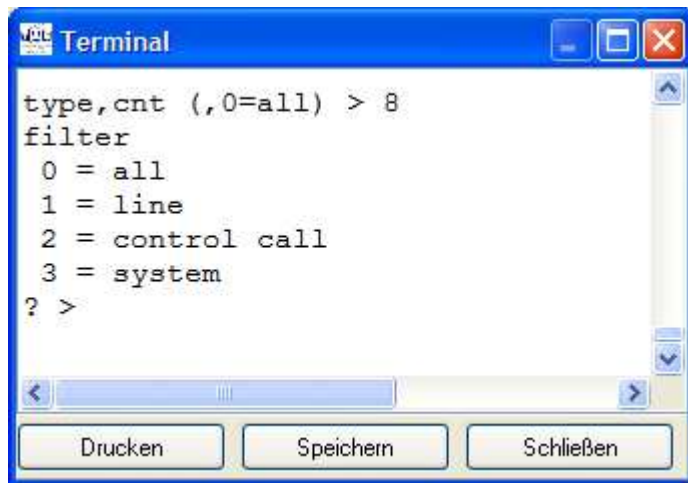 Terminal
type,cnt (,0=all) > 8
filter
0 = all
1 = line
2 = control call
3 = system
? >
Drucken Speichern Schließen